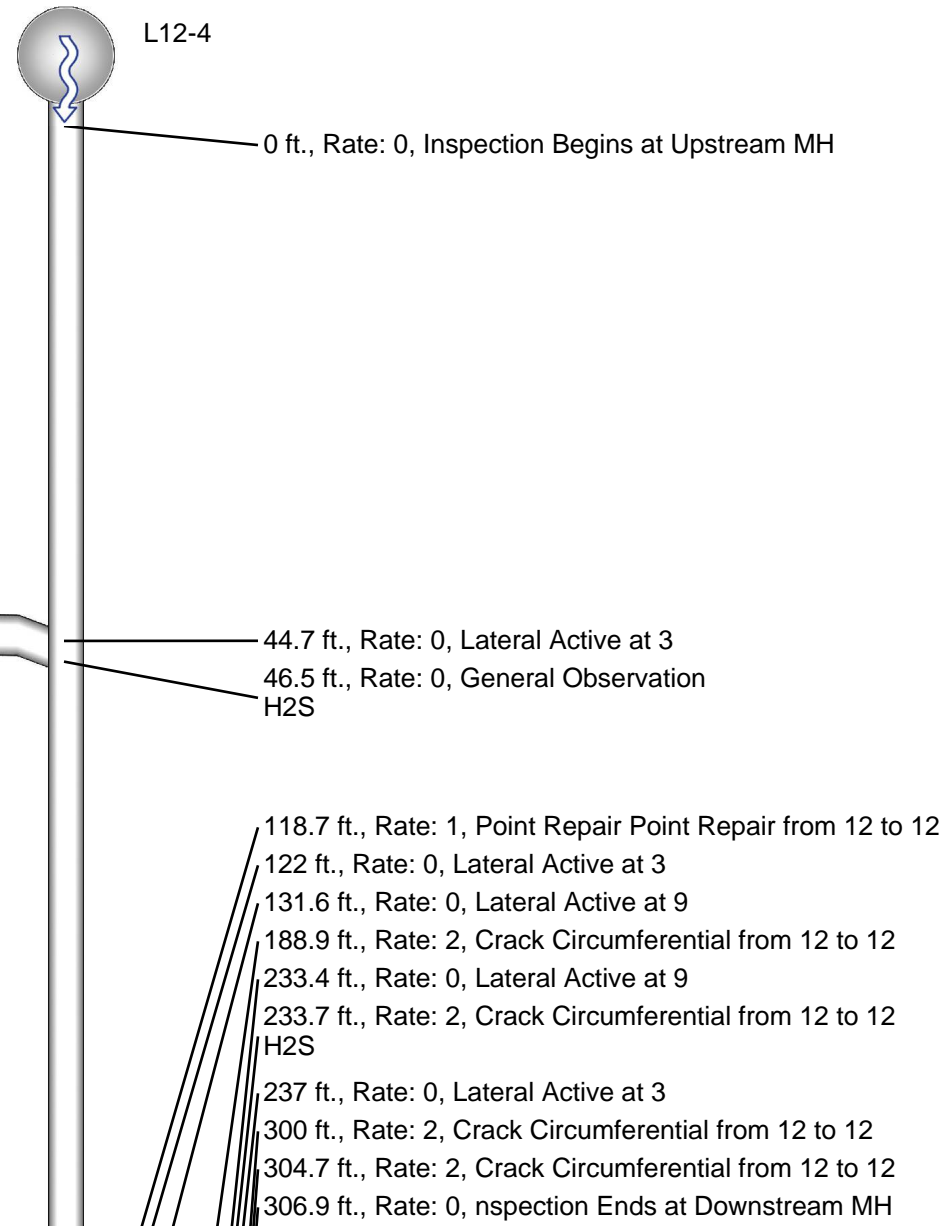 L12-4
0 ft., Rate: 0, Inspection Begins at Upstream MH
44.7 ft., Rate: 0, Lateral Active at 3
46.5 ft., Rate: 0, General Observation
H2S
118.7 ft., Rate: 1, Point Repair Point Repair from 12 to 12
122 ft., Rate: 0, Lateral Active at 3
131.6 ft., Rate: 0, Lateral Active at 9
188.9 ft., Rate: 2, Crack Circumferential from 12 to 12
233.4 ft., Rate: 0, Lateral Active at 9
233.7 ft., Rate: 2, Crack Circumferential from 12 to 12
H2S
237 ft., Rate: 0, Lateral Active at 3
300 ft., Rate: 2, Crack Circumferential from 12 to 12
304.7 ft., Rate: 2, Crack Circumferential from 12 to 12
306.9 ft., Rate: 0, nspection Ends at Downstream MH